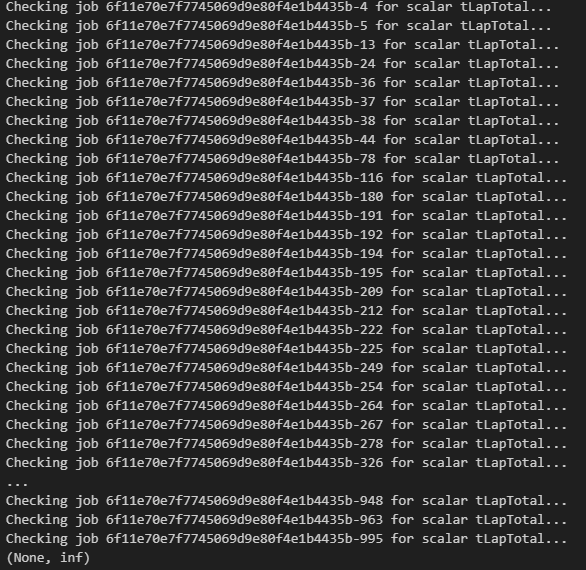 Checking job 6f11e70e7f7745069d9e80f4e1b4435b-4 for scalar tLapTotal...
Checking job 6f11e70e7f7745069d9e80f4e1b4435b-5 for scalar tLapTotal...
Checking job 6f11e70e7f7745069d9e80f4e1b4435b-13 for scalar tLapTotal...
Checking job 6f11e70e7f7745069d9e80f4e1b4435b-24 for scalar tLapTotal...
Checking job 6f11e70e7f7745069d9e80f4e1b4435b-36 for scalar tLapTotal...
Checking job 6f11e70e7f7745069d9e80f4e1b4435b-37 for scalar tLapTotal...
Checking job 6f11e70e7f7745069d9e80f4e1b4435b-38 for scalar tLapTotal...
Checking job 6f11e70e7f7745069d9e80f4e1b4435b-44 for scalar tLapTotal...
Checking job 6f11e70e7f7745069d9e80f4e1b4435b-78 for scalar tLapTotal...
Checking job 6f11e70e7f7745069d9e80f4e1b4435b-116 for scalar tLapTotal...
Checking job 6f11e70e7f7745069d9e80f4e1b4435b-180 for scalar tLapTotal...
Checking job 6f11e70e7f7745069d9e80f4e1b4435b-191 for scalar tLapTotal...
Checking job 6f11e70e7f7745069d9e80f4e1b4435b-192 for scalar tLapTotal...
Checking job 6f11e70e7f7745069d9e80f4e1b4435b-194 for scalar tLapTotal...
Checking job 6f11e70e7f7745069d9e80f4e1b4435b-195 for scalar tLapTotal...
Checking job 6f11e70e7f7745069d9e80f4e1b4435b-209 for scalar tLapTotal...
Checking job 6f11e70e7f7745069d9e80f4e1b4435b-212 for scalar tLapTotal...
Checking job 6f11e70e7f7745069d9e80f4e1b4435b-222 for scalar tLapTotal...
Checking job 6f11e70e7f7745069d9e80f4e1b4435b-225 for scalar tLapTotal...
Checking job 6f11e70e7f7745069d9e80f4e1b4435b-249 for scalar tLapTotal...
Checking job 6f11e70e7f7745069d9e80f4e1b4435b-254 for scalar tLapTotal...
Checking job 6f11e70e7f7745069d9e80f4e1b4435b-264 for scalar tLapTotal...
Checking job 6f11e70e7f7745069d9e80f4e1b4435b-267 for scalar tLapTotal...
Checking job 6f11e70e7f7745069d9e80f4e1b4435b-278 for scalar tLapTotal...
Checking job 6f11e70e7f7745069d9e80f4e1b4435b-326 for scalar tLapTotal...
...
Checking job 6f11e70e7f7745069d9e80f4e1b4435b-948 for scalar tLapTotal...
Checking job 6f11e70e7f7745069d9e80f4e1b4435b-963 for scalar tLapTotal...
Checking job 6f11e70e7f7745069d9e80f4e1b4435b-995 for scalar tLapTotal...
(None, inf)